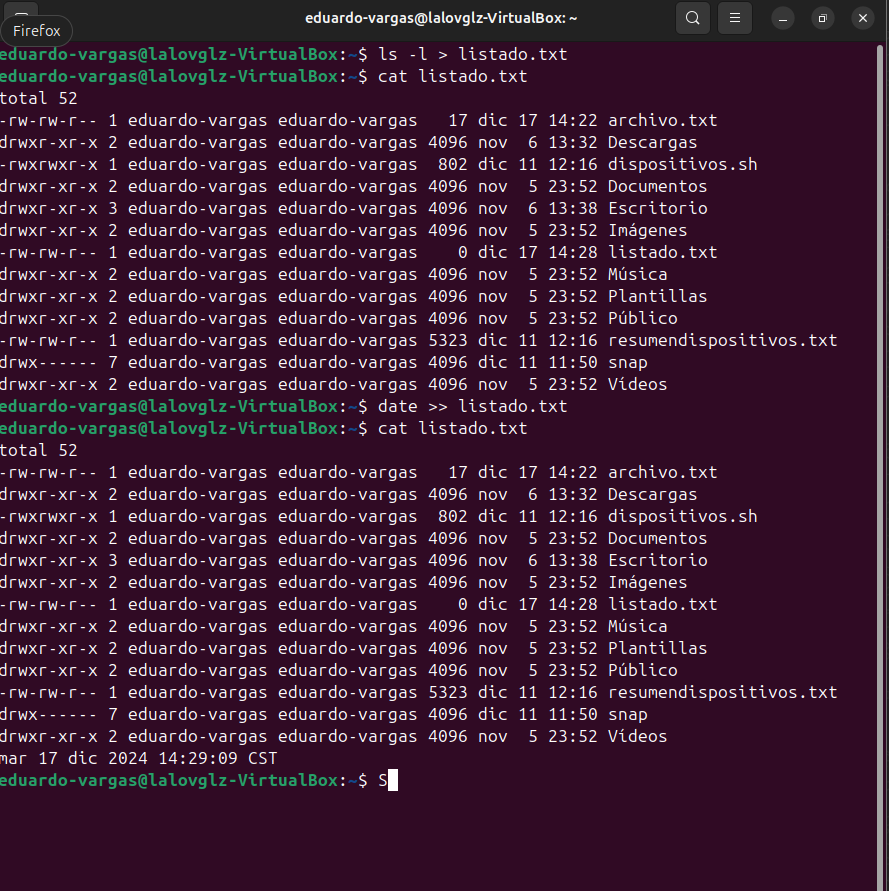 eduardo-vargas@lalovglz-VirtualBox: ~
Firefox
eduardo-vargas@lalovglz-VirtualBox:~$ ls -l > listado.txt
eduardo-vargas@lalovglz-VirtualBox:~$ cat listado.txt
total 52
-rw-rw-r-- 1 eduardo-vargas eduardo-vargas   17 dic 17 14:22 archivo.txt
drwxr-xr-x 2 eduardo-vargas eduardo-vargas 4096 nov  6 13:32 Descargas
-rwxrwxr-x 1 eduardo-vargas eduardo-vargas  802 dic 11 12:16 dispositivos.sh
drwxr-xr-x 2 eduardo-vargas eduardo-vargas 4096 nov  5 23:52 Documentos
drwxr-xr-x 3 eduardo-vargas eduardo-vargas 4096 nov  6 13:38 Escritorio
drwxr-xr-x 2 eduardo-vargas eduardo-vargas 4096 nov  5 23:52 Imágenes
-rw-rw-r-- 1 eduardo-vargas eduardo-vargas    0 dic 17 14:28 listado.txt
drwxr-xr-x 2 eduardo-vargas eduardo-vargas 4096 nov  5 23:52 Música
drwxr-xr-x 2 eduardo-vargas eduardo-vargas 4096 nov  5 23:52 Plantillas
drwxr-xr-x 2 eduardo-vargas eduardo-vargas 4096 nov  5 23:52 Público
-rw-rw-r-- 1 eduardo-vargas eduardo-vargas 5323 dic 11 12:16 resumendispositivos.txt
drwx------ 7 eduardo-vargas eduardo-vargas 4096 dic 11 11:50 snap
drwxr-xr-x 2 eduardo-vargas eduardo-vargas 4096 nov  5 23:52 Vídeos
eduardo-vargas@lalovglz-VirtualBox:~$ date >> listado.txt
eduardo-vargas@lalovglz-VirtualBox:~$ cat listado.txt
total 52
-rw-rw-r-- 1 eduardo-vargas eduardo-vargas   17 dic 17 14:22 archivo.txt
drwxr-xr-x 2 eduardo-vargas eduardo-vargas 4096 nov  6 13:32 Descargas
-rwxrwxr-x 1 eduardo-vargas eduardo-vargas  802 dic 11 12:16 dispositivos.sh
drwxr-xr-x 2 eduardo-vargas eduardo-vargas 4096 nov  5 23:52 Documentos
drwxr-xr-x 3 eduardo-vargas eduardo-vargas 4096 nov  6 13:38 Escritorio
drwxr-xr-x 2 eduardo-vargas eduardo-vargas 4096 nov  5 23:52 Imágenes
-rw-rw-r-- 1 eduardo-vargas eduardo-vargas    0 dic 17 14:28 listado.txt
drwxr-xr-x 2 eduardo-vargas eduardo-vargas 4096 nov  5 23:52 Música
drwxr-xr-x 2 eduardo-vargas eduardo-vargas 4096 nov  5 23:52 Plantillas
drwxr-xr-x 2 eduardo-vargas eduardo-vargas 4096 nov  5 23:52 Público
-rw-rw-r-- 1 eduardo-vargas eduardo-vargas 5323 dic 11 12:16 resumendispositivos.txt
drwx------ 7 eduardo-vargas eduardo-vargas 4096 dic 11 11:50 snap
drwxr-xr-x 2 eduardo-vargas eduardo-vargas 4096 nov  5 23:52 Vídeos
mar 17 dic 2024 14:29:09 CST
eduardo-vargas@lalovglz-VirtualBox:~$ S